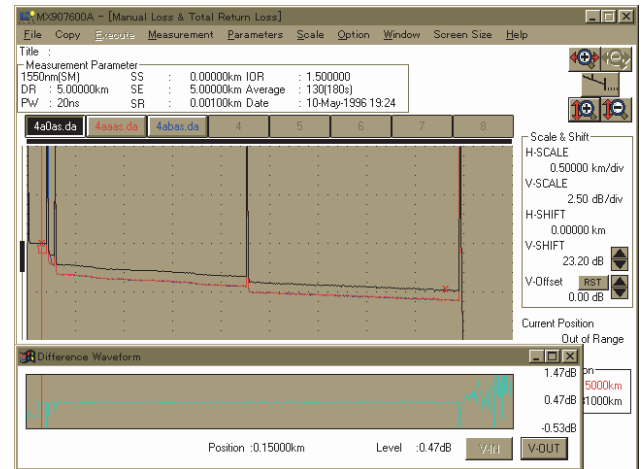 MX907600A - [Manual Loss & Total Return Loss]
File Copy Execute Measurement Parameters Scale Option Window Screen Size Help
Title :
Measurement Parameter
1550nm(SM) SS : 0.00000km IOR : 1.500000
DR : 5.00000km SE : 5.00000km Average : 130(180s)
PW : 20ns SR : 0.00100km Date : 10-May-1996 19:24
4a0as.da 4aaas.da 4abas.da 4 5 6 7 8
Scale & Shift
H-SCALE
0.50000 km/div
V-SCALE
2.50 dB/div
H-SHIFT
0.00000 km
V-SHIFT
23.20 dB
V-Offset RST
0.00 dB
Current Position
Out of Range
Difference Waveform
1.47dB
0.47dB
-0.53dB
5000km
1000km
Position :0.15000km Level :0.47dB V-IN V-OUT